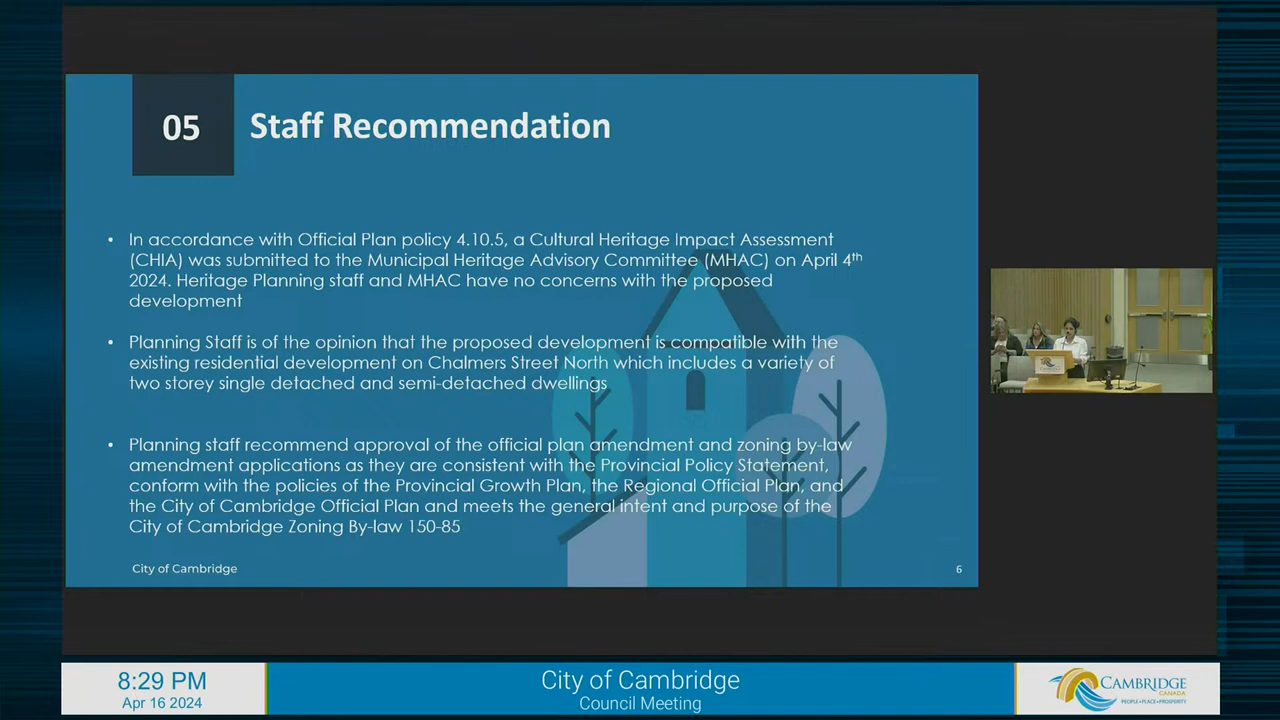 05
Staff Recommendation
• In accordance with Official Plan policy 4.10.5, a Cultural Heritage Impact Assessment
(CHIA) was submitted to the Municipal Heritage Advisory Committee (MHAC) on April 4th
2024. Heritage Planning staff and MHAC have no concerns with the proposed
development
• Planning Staff is of the opinion that the proposed development is compatible with the
existing residential development on Chalmers Street North which includes a variety of
two storey single detached and semi-detached dwellings
• Planning staff recommend approval of the official plan amendment and zoning by-law
amendment applications as they are consistent with the Provincial Policy Statement,
conform with the policies of the Provincial Growth Plan, the Regional Official Plan, and
the City of Cambridge Official Plan and meets the general intent and purpose of the
City of Cambridge Zoning By-law 150-85
City of Cambridge
6
8:29 PM
Apr 16 2024
City of Cambridge
Council Meeting
CAMBRIDGE
CANADA
PEOPLE • PLACE • PROSPERITY